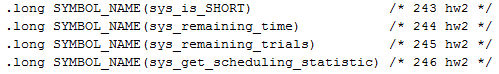 .long SYMBOL_NAME(sys_is_SHORT) /* 243 hw2 */
.long SYMBOL_NAME(sys_remaining_time) /* 244 hw2 */
.long SYMBOL_NAME(sys_remaining_trials) /* 245 hw2 */
.long SYMBOL_NAME(sys_get_scheduling_statistic) /* 246 hw2 */